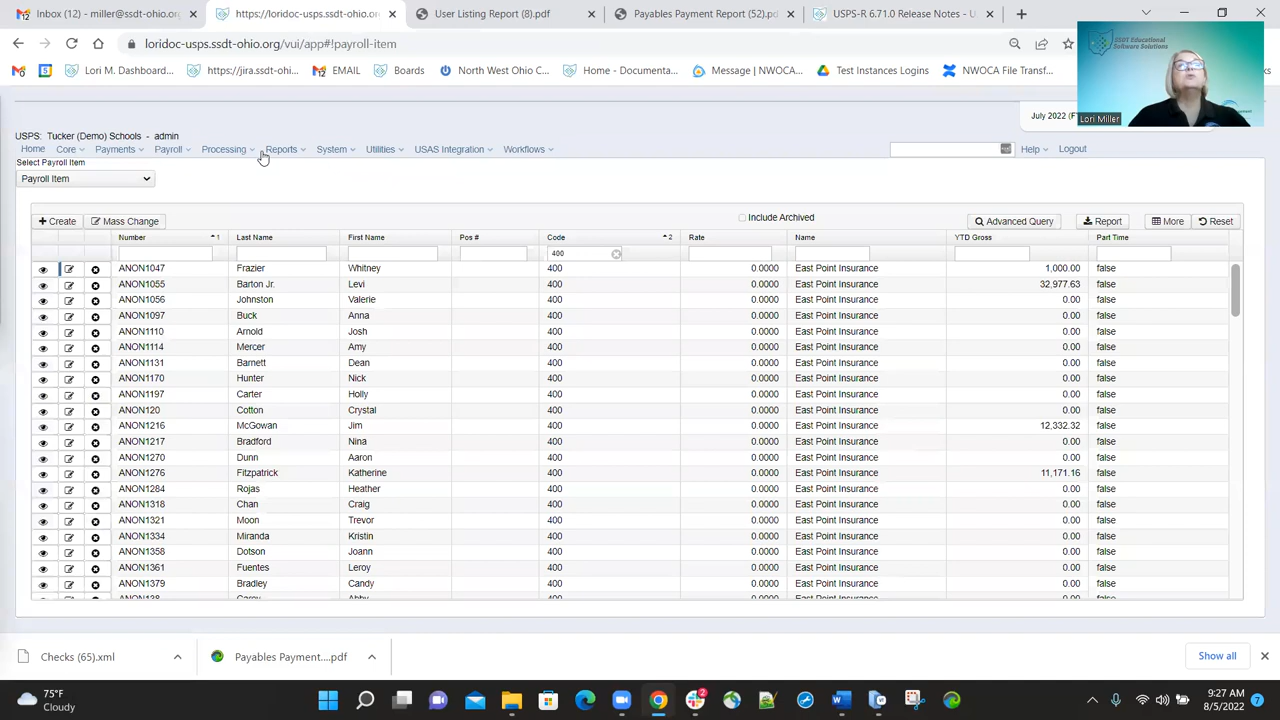 Inbox (12) - miller@ssdt-ohio.org
https://loridoc-usps.ssdt-ohio.or
User Listing Report (8).pdf
Payables Payment Report (52).pd
USPS-R 6.71.0 Release Notes - U
loridoc-usps.ssdt-ohio.org/vui/app#!payroll-item
Lori M. Dashboard...
https://jira.ssdt-ohi...
EMAIL
Boards
North West Ohio C...
Home - Documenta...
Message | NWOCA...
Test Instances Logins
NWOCA File Transf...
SSDT Educational
Software Solutions
Lori Miller
July 2022 (F
USPS: Tucker (Demo) Schools - admin
Home Core Payments Payroll Processing Reports System Utilities USAS Integration Workflows Help Logout
Select Payroll Item
Payroll Item
Create Mass Change Include Archived Advanced Query Report More Reset
Number 1 Last Name First Name Pos # Code 2 Rate Name YTD Gross Part Time
400
ANON1047 Frazier Whitney 400 0.0000 East Point Insurance 1,000.00 false
ANON1055 Barton Jr. Levi 400 0.0000 East Point Insurance 32,977.63 false
ANON1056 Johnston Valerie 400 0.0000 East Point Insurance 0.00 false
ANON1097 Buck Anna 400 0.0000 East Point Insurance 0.00 false
ANON1110 Arnold Josh 400 0.0000 East Point Insurance 0.00 false
ANON1114 Mercer Amy 400 0.0000 East Point Insurance 0.00 false
ANON1131 Barnett Dean 400 0.0000 East Point Insurance 0.00 false
ANON1170 Hunter Nick 400 0.0000 East Point Insurance 0.00 false
ANON1197 Carter Holly 400 0.0000 East Point Insurance 0.00 false
ANON120 Cotton Crystal 400 0.0000 East Point Insurance 0.00 false
ANON1216 McGowan Jim 400 0.0000 East Point Insurance 12,332.32 false
ANON1217 Bradford Nina 400 0.0000 East Point Insurance 0.00 false
ANON1270 Dunn Aaron 400 0.0000 East Point Insurance 0.00 false
ANON1276 Fitzpatrick Katherine 400 0.0000 East Point Insurance 11,171.16 false
ANON1284 Rojas Heather 400 0.0000 East Point Insurance 0.00 false
ANON1318 Chan Craig 400 0.0000 East Point Insurance 0.00 false
ANON1321 Moon Trevor 400 0.0000 East Point Insurance 0.00 false
ANON1334 Miranda Kristin 400 0.0000 East Point Insurance 0.00 false
ANON1358 Dotson Joann 400 0.0000 East Point Insurance 0.00 false
ANON1361 Fuentes Leroy 400 0.0000 East Point Insurance 0.00 false
ANON1379 Bradley Candy 400 0.0000 East Point Insurance 0.00 false
400 0.0000 East Point Insurance 0.00 false
Checks (65).xml
Payables Payment....pdf
Show all
75°F
Cloudy
2
9:27 AM
8/5/2022
7